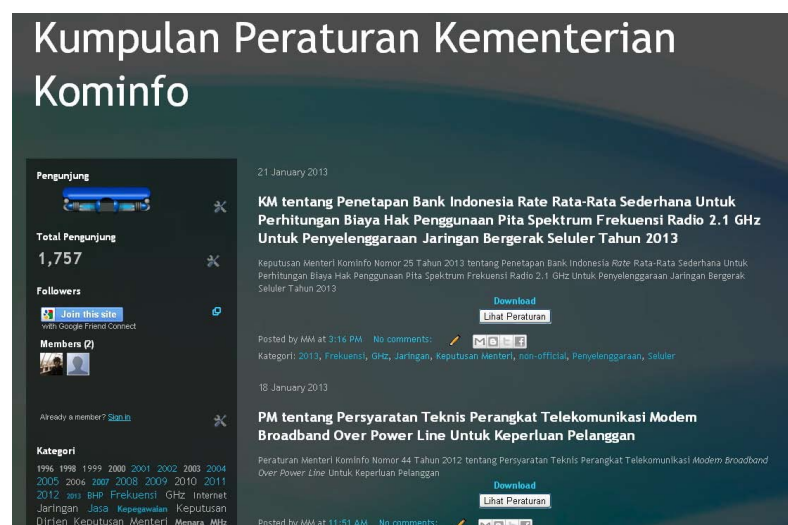 Kumpulan Peraturan Kementerian
Kominfo
Pengunjung
Total Pengunjung
1,757
Followers
Join this site
with Google Friend Connect
Members (2)
Already a member? Sign in
Kategori
1996 1998 1999 2000 2001 2002 2003 2004
2005 2006 2007 2008 2009 2010 2011
2012 2013 BHP Frekuensi GHz Internet
Jaringan Jasa Kepegawaian Keputusan
Dirjen Keputusan Menteri Menara MHz
21 January 2013
KM tentang Penetapan Bank Indonesia Rate Rata-Rata Sederhana Untuk
Perhitungan Biaya Hak Penggunaan Pita Spektrum Frekuensi Radio 2.1 GHz
Untuk Penyelenggaraan Jaringan Bergerak Seluler Tahun 2013
Keputusan Menteri Kominfo Nomor 25 Tahun 2013 tentang Penetapan Bank Indonesia Rate Rata-Rata Sederhana Untuk
Perhitungan Biaya Hak Penggunaan Pita Spektrum Frekuensi Radio 2.1 GHz Untuk Penyelenggaraan Jaringan Bergerak
Seluler Tahun 2013
Download
Lihat Peraturan
Posted by MM at 3:16 PM No comments:
Kategori: 2013, Frekuensi, GHz, Jaringan, Keputusan Menteri, non-official, Penyelenggaraan, Seluler
18 January 2013
PM tentang Persyaratan Teknis Perangkat Telekomunikasi Modem
Broadband Over Power Line Untuk Keperluan Pelanggan
Peraturan Menteri Kominfo Nomor 44 Tahun 2012 tentang Persyaratan Teknis Perangkat Telekomunikasi Modem Broadband
Over Power Line Untuk Keperluan Pelanggan
Download
Lihat Peraturan
Posted by MM at 11:51 AM No comments: